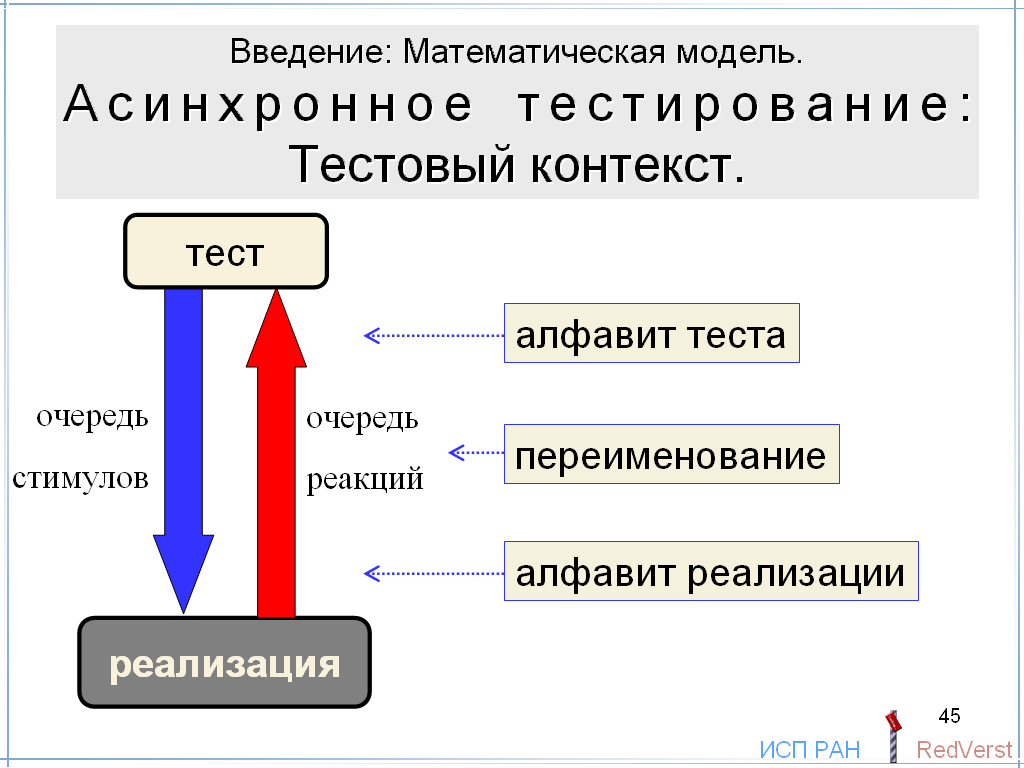 Введение: Математическая модель.
Асинхронное тестирование:
Тестовый контекст.
тест
алфавит теста
очередь
стимулов
очередь
реакций
переименование
алфавит реализации
реализация
45
ИСП РАН
RedVerst